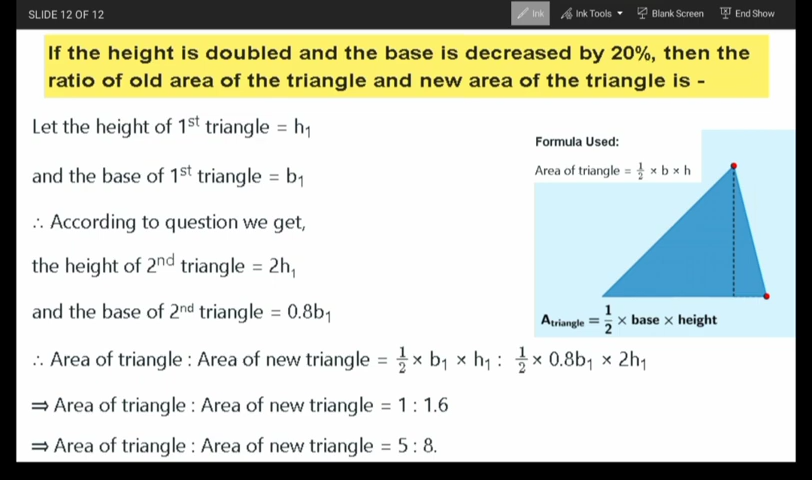 SLIDE 12 OF 12
Ink
Ink Tools
Blank Screen
End Show
If the height is doubled and the base is decreased by 20%, then the
ratio of old area of the triangle and new area of the triangle is -
Let the height of 1st triangle = h₁
and the base of 1st triangle = b₁
∴ According to question we get,
the height of 2nd triangle = 2h₁
and the base of 2nd triangle = 0.8b₁
∴ Area of triangle : Area of new triangle = 1/2 × b₁ × h₁ : 1/2 × 0.8b₁ × 2h₁
⇒ Area of triangle : Area of new triangle = 1 : 1.6
⇒ Area of triangle : Area of new triangle = 5 : 8.
Formula Used:
Area of triangle = 1/2 × b × h
Atriangle = 1/2 × base × height